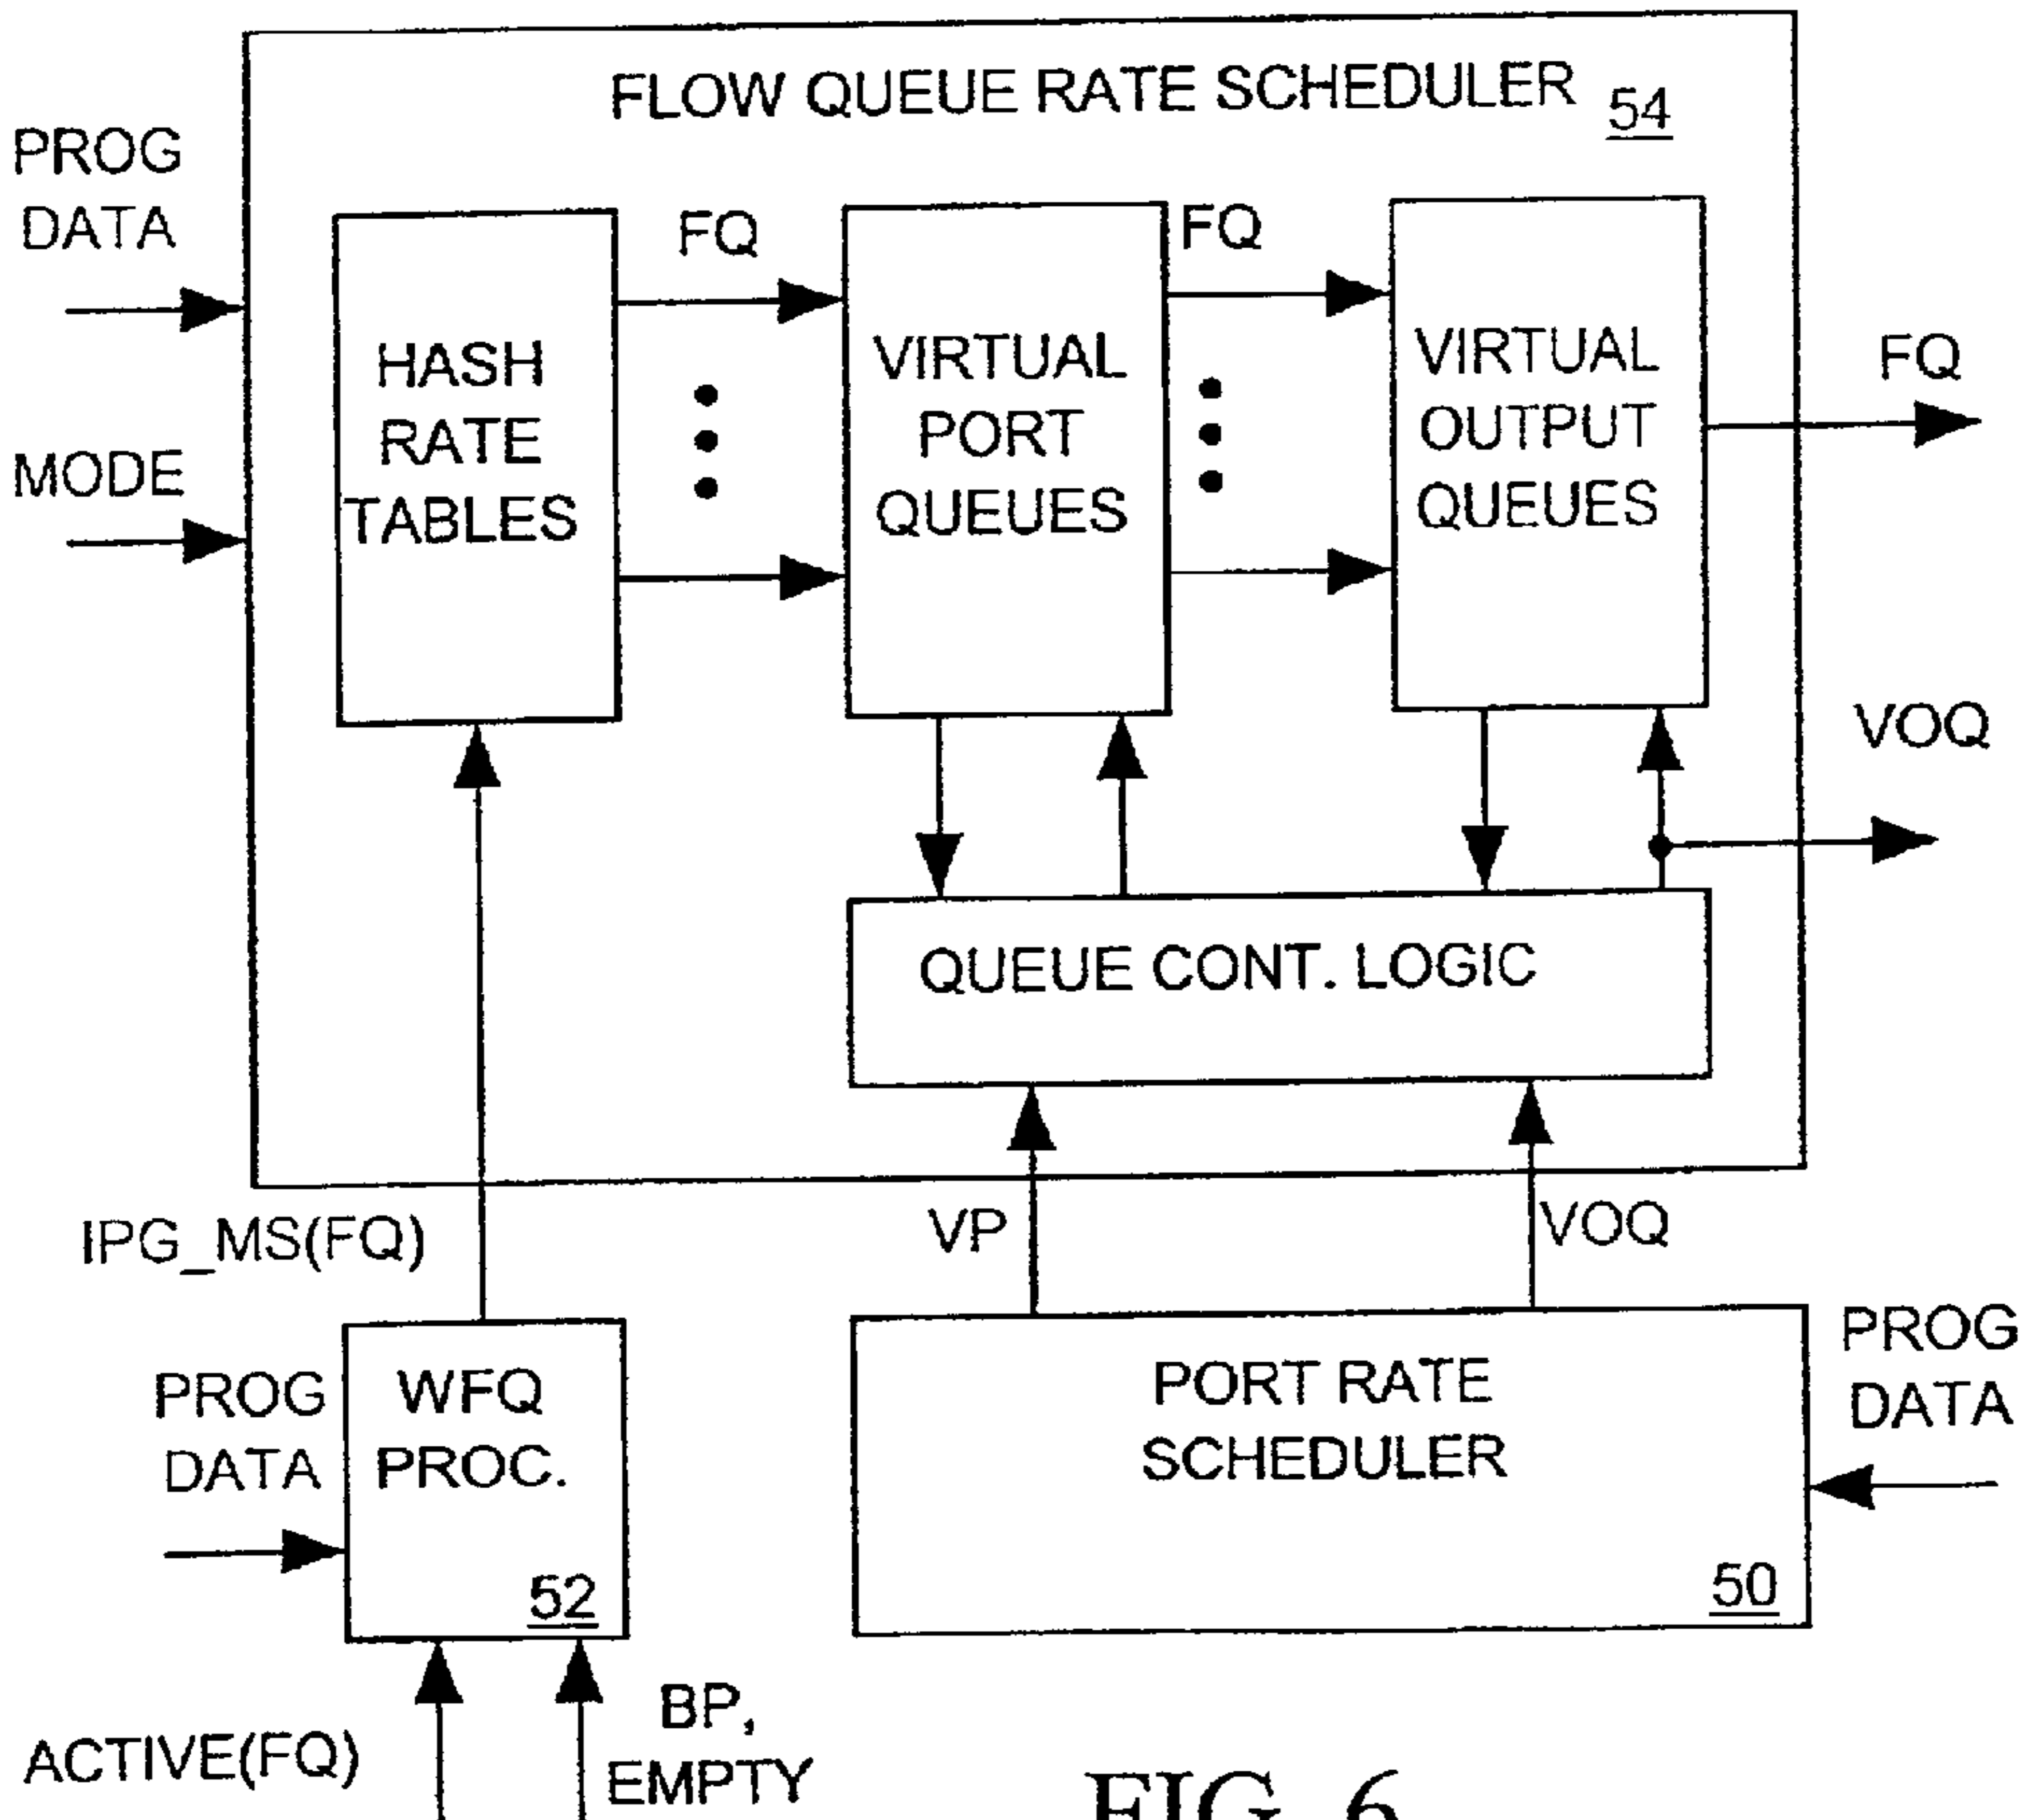 FLOW QUEUE RATE SCHEDULER
54
PROG
DATA
MODE
HASH
RATE
TABLES
FQ
VIRTUAL
PORT
QUEUES
FQ
VIRTUAL
OUTPUT
QUEUES
FQ
VOQ
QUEUE CONT. LOGIC
IPG_MS(FQ)
VP
VOQ
PROG
DATA
WFQ
PROC.
52
PORT RATE
SCHEDULER
50
PROG
DATA
ACTIVE(FQ)
BP,
EMPTY
FIG. 6